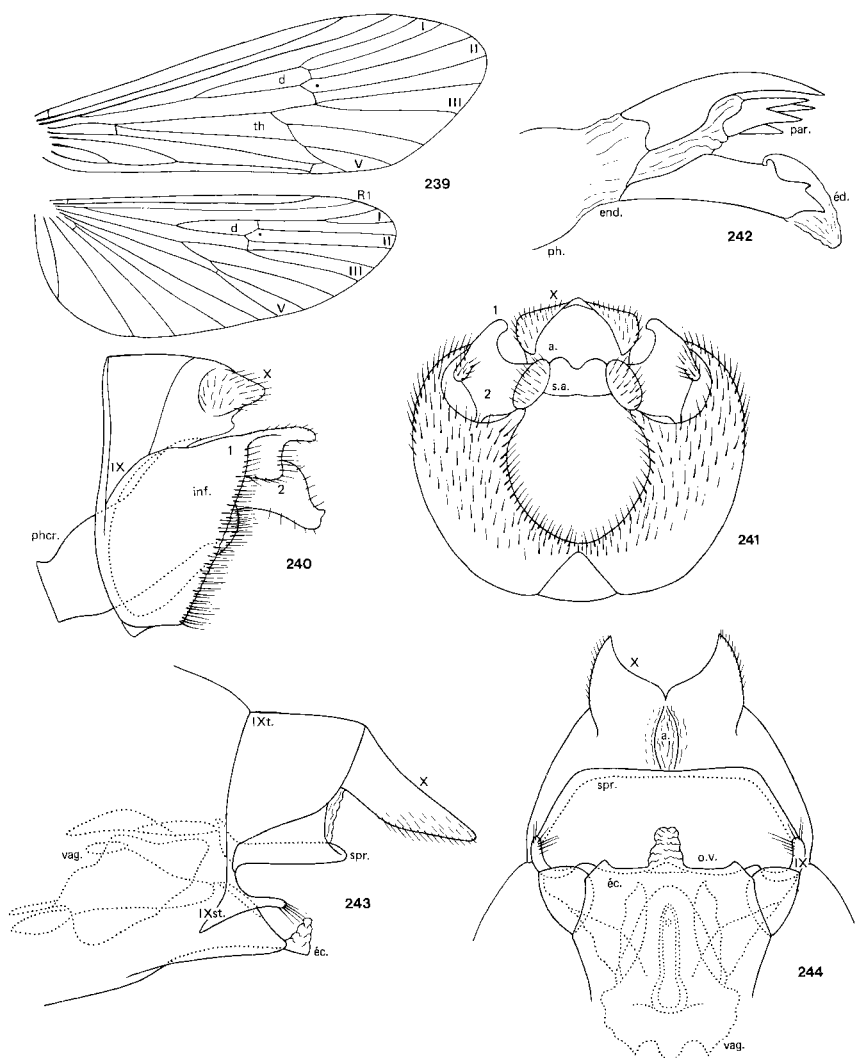 I
II
d
III
th
V
239
R1
I
d
II
III
V
par.
éd.
end.
ph.
242
X
IX
1
inf.
2
phcr.
240
X
1
a.
2
s.a.
241
IXt.
X
vag.
spr.
IXst.
éc.
243
X
a.
spr.
o.v.
IX
éc.
vag.
244